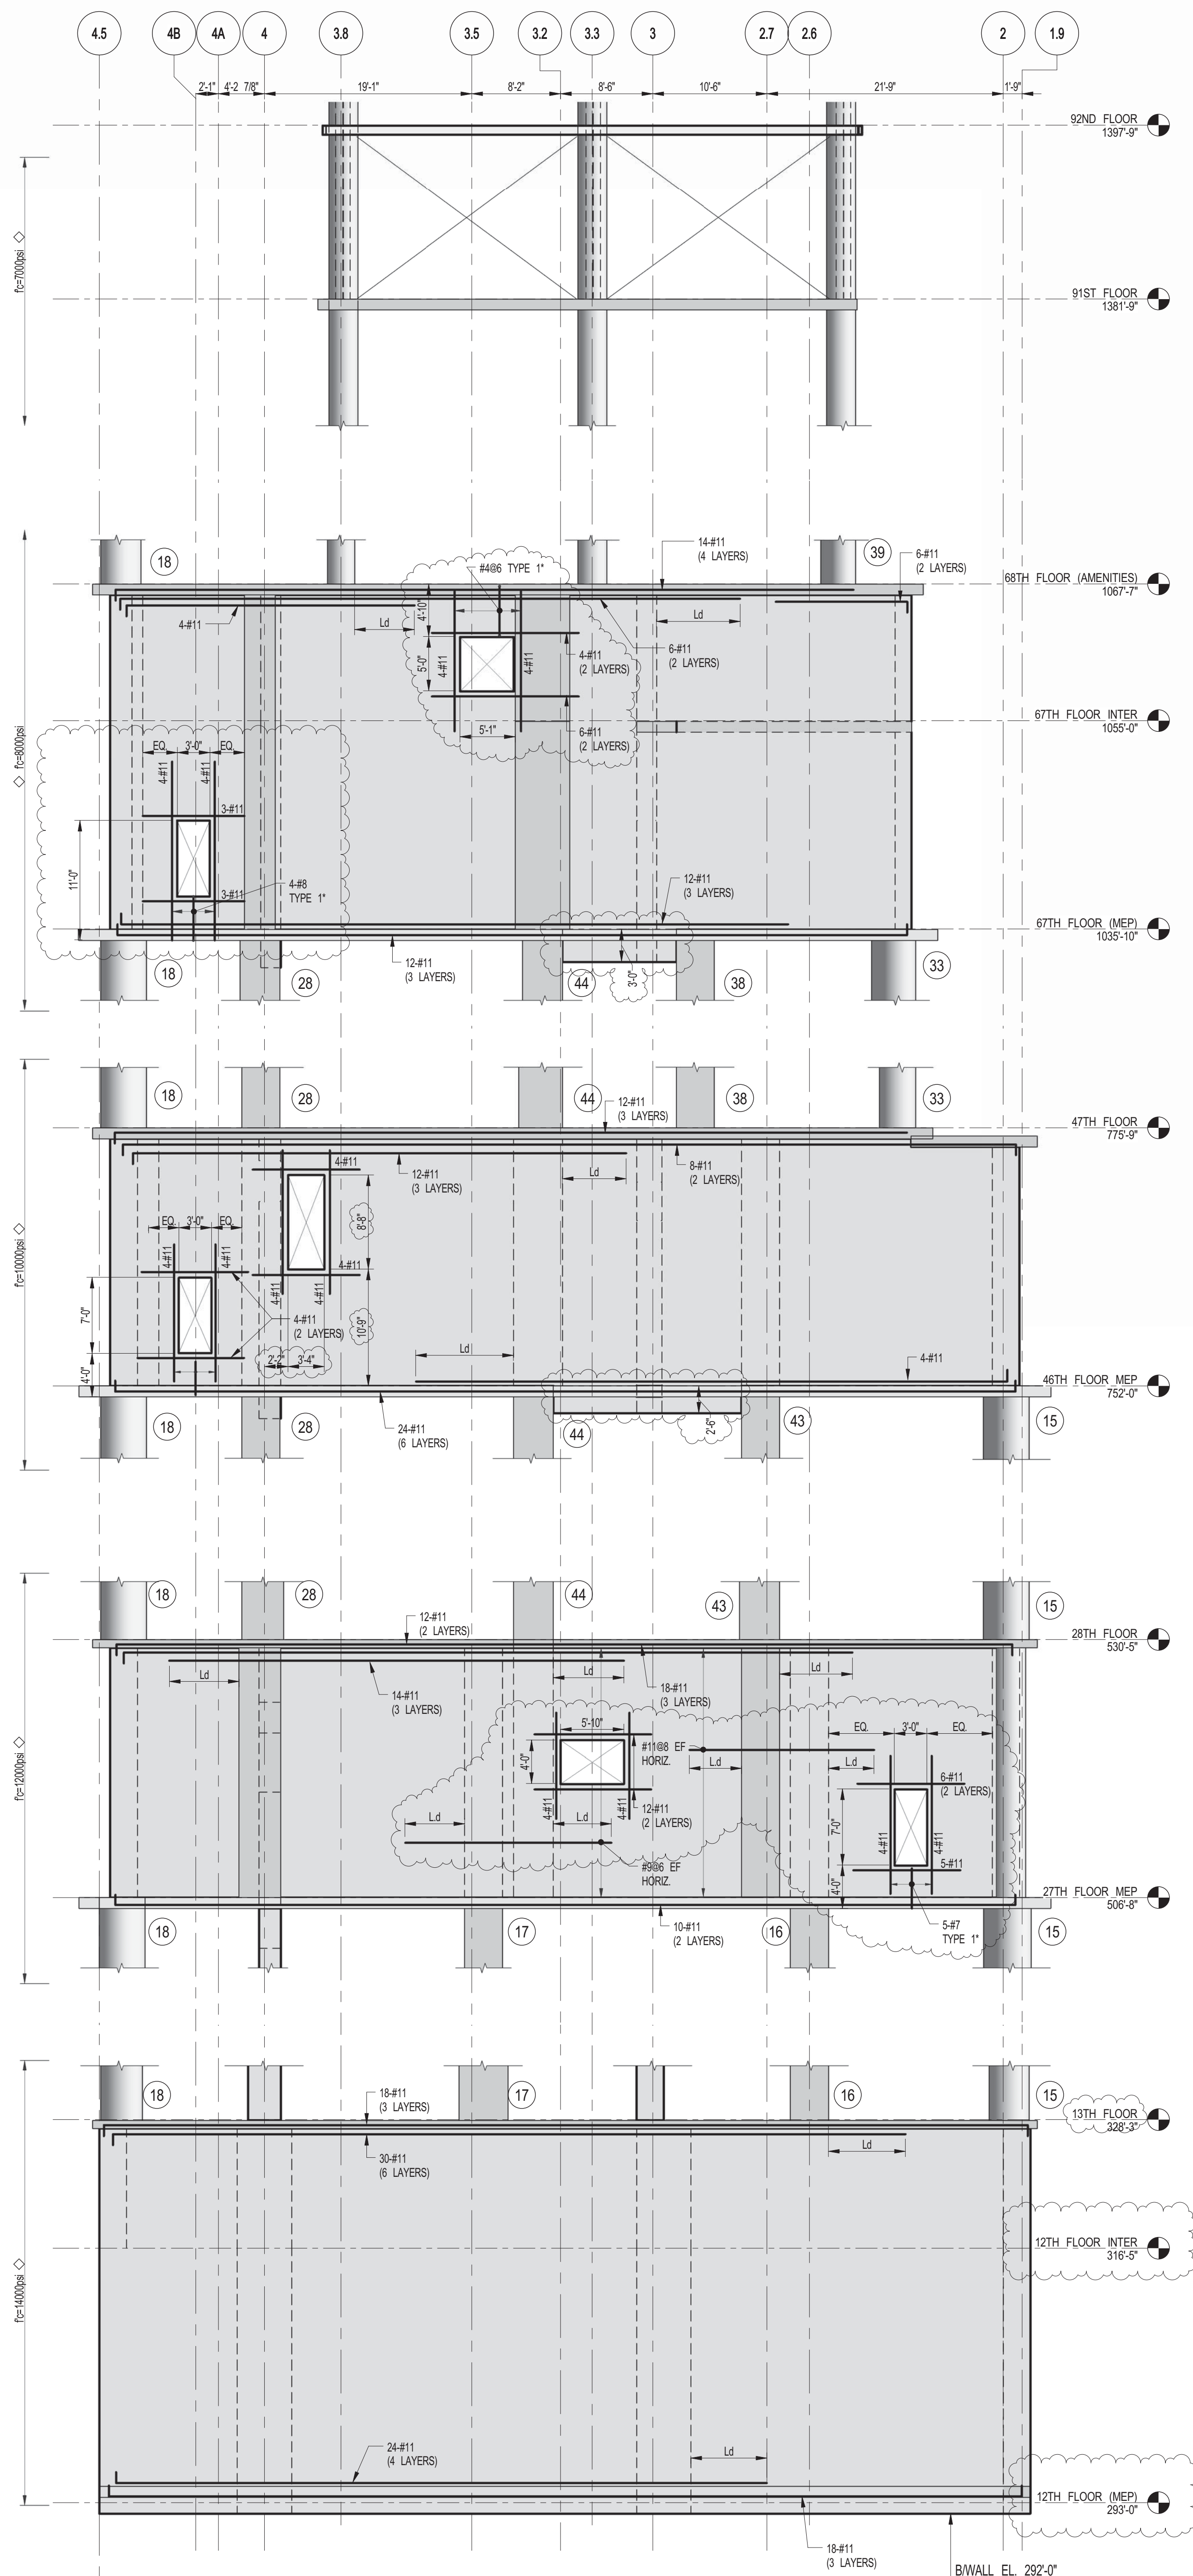 4.5 4B 4A 4 3.8 3.5 3.2 3.3 3 2.7 2.6 2 1.9
2'-1" 4'-2 7/8" 19'-1" 8'-2" 8'-6" 10'-6" 21'-9" 1'-9"
92ND FLOOR
1397'-9"
f'c=7000psi ◇
91ST FLOOR
1381'-9"
18
39
14-#11
(4 LAYERS)
6-#11
(2 LAYERS)
#4@6 TYPE 1*
68TH FLOOR (AMENITIES)
1067'-7"
4'-10"
4-#11
Ld
Ld
6-#11
(2 LAYERS)
4-#11
(2 LAYERS)
5'-0"
4-#11
4-#11
5'-1"
6-#11
(2 LAYERS)
67TH FLOOR INTER
1055'-0"
◇ f'c=8000psi
EQ. 3'-0" EQ.
4-#11
4-#11
3-#11
11'-0"
3-#11
4-#8
TYPE 1*
12-#11
(3 LAYERS)
67TH FLOOR (MEP)
1035'-10"
12-#11
(3 LAYERS)
3'-0"
18
28
44
38
33
18
28
44
38
33
12-#11
(3 LAYERS)
47TH FLOOR
775'-9"
4-#11
12-#11
(3 LAYERS)
Ld
8-#11
(2 LAYERS)
EQ. 3'-0" EQ.
8'-8"
4-#11
4-#11
4-#11
4-#11
4-#11
f'c=10000psi ◇
7'-0"
4-#11
(2 LAYERS)
10'-9"
2'-2" 3'-4"
Ld
4-#11
4'-0"
46TH FLOOR MEP
752'-0"
24-#11
(6 LAYERS)
2'-6"
18
28
44
43
15
18
28
44
43
15
12-#11
(2 LAYERS)
28TH FLOOR
530'-5"
Ld
Ld
Ld
14-#11
(3 LAYERS)
18-#11
(3 LAYERS)
5'-10"
EQ. 3'-0" EQ.
#11@8 EF
HORIZ.
4'-0"
L.d
L.d
6-#11
(2 LAYERS)
f'c=12000psi ◇
4-#11
4-#11
12-#11
(2 LAYERS)
L.d
L.d
7'-0"
4-#11
4-#11
#9@6 EF
HORIZ.
5-#11
4'-0"
27TH FLOOR MEP
506'-8"
10-#11
(2 LAYERS)
5-#7
TYPE 1*
18
17
16
15
18
17
16
15
18-#11
(3 LAYERS)
13TH FLOOR
328'-3"
30-#11
(6 LAYERS)
Ld
12TH FLOOR INTER
316'-5"
f'c=14000psi ◇
24-#11
(4 LAYERS)
Ld
12TH FLOOR (MEP)
293'-0"
18-#11
(3 LAYERS)
B/WALL EL. 292'-0"